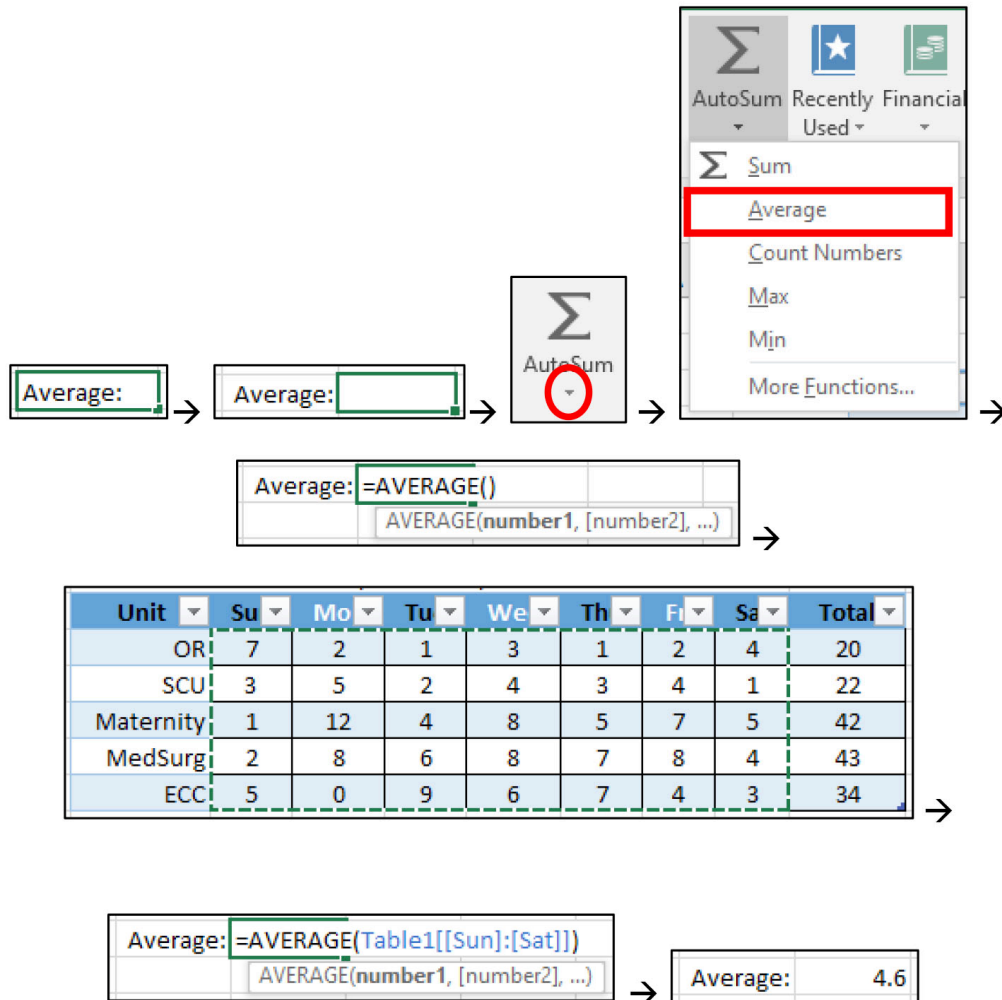 AutoSum Recently Financial
Used
Sum
Average
Count Numbers
Max
Min
More Functions...
AutoSum
Average: → Average: → → →
Average: =AVERAGE()
AVERAGE(number1, [number2], ...) →
Unit Su Mo Tu We Th Fr Sa Total
OR 7 2 1 3 1 2 4 20
SCU 3 5 2 4 3 4 1 22
Maternity 1 12 4 8 5 7 5 42
MedSurg 2 8 6 8 7 8 4 43
ECC 5 0 9 6 7 4 3 34 →
Average: =AVERAGE(Table1[[Sun]:[Sat]])
AVERAGE(number1, [number2], ...) → Average: 4.6